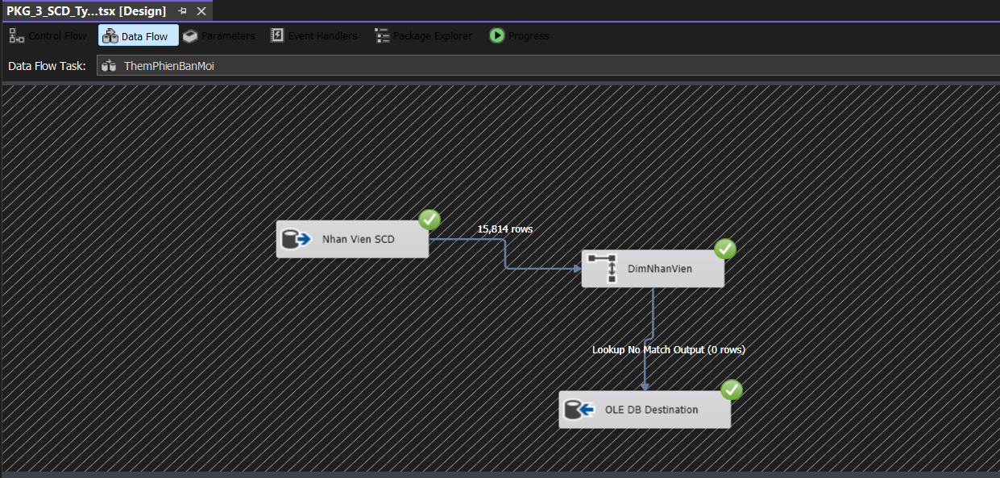 PKG_3_SCD_Ty...tsx [Design]
Control Flow Data Flow Parameters Event Handlers Package Explorer Progress
Data Flow Task: ThemPhienBanMoi
Nhan Vien SCD
15,814 rows
DimNhanVien
Lookup No Match Output (0 rows)
OLE DB Destination